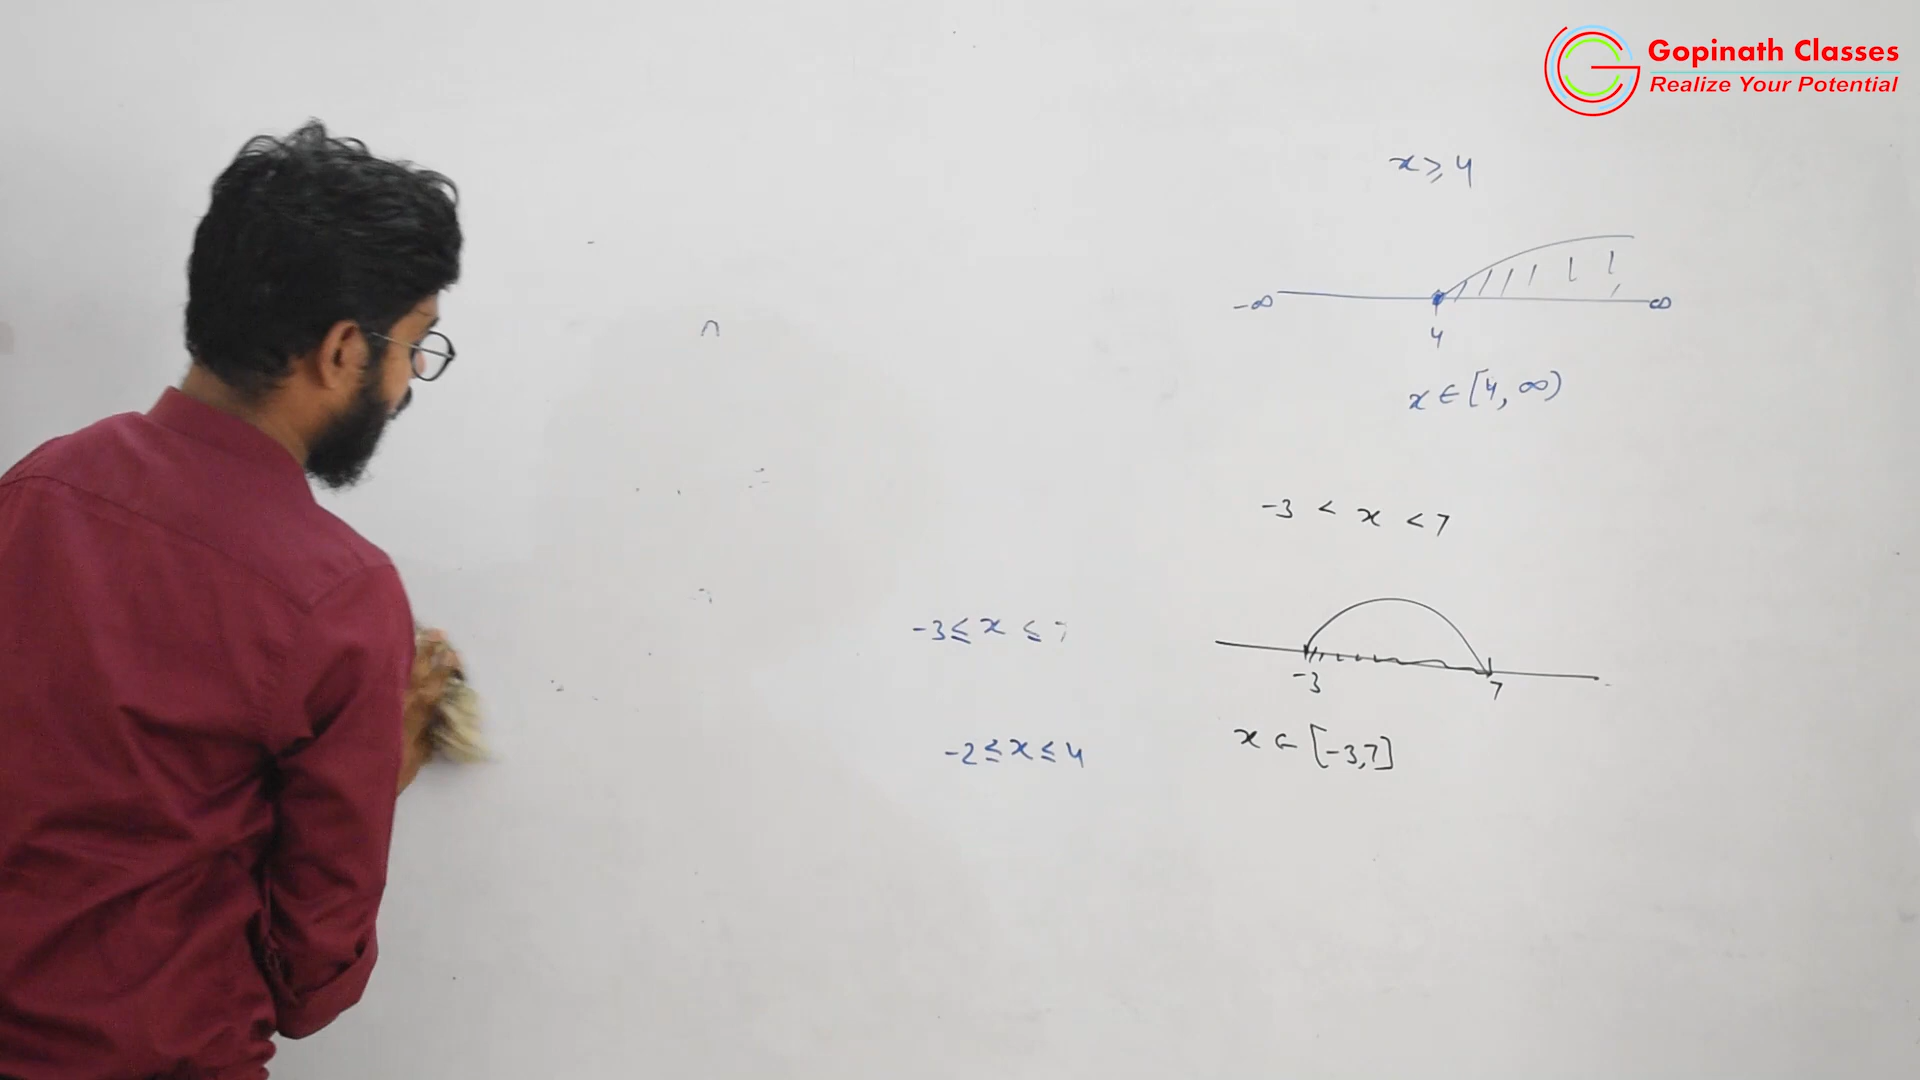 Gopinath Classes
Realize Your Potential
x ⩾ 4
-∞ ∞
4
x ∈ [4, ∞)
-3 < x < 7
-3 ≤ x ≤ 7
-3 7
-2 ≤ x ≤ 4
x ∈ [-3,7]